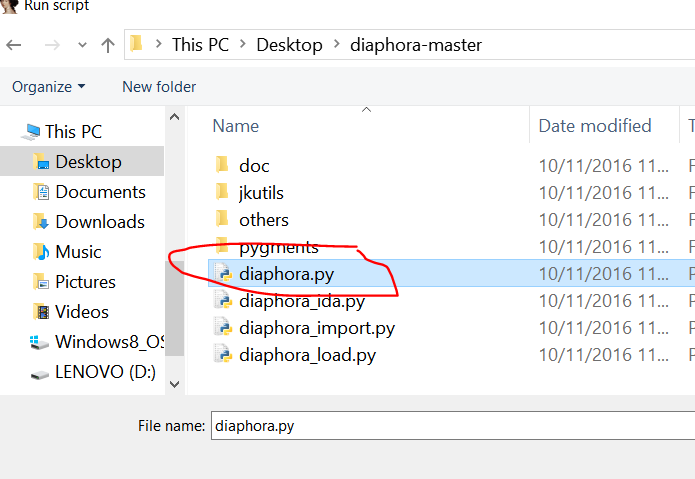 Run script
This PC > Desktop > diaphora-master
Organize New folder
Name Date modified T
This PC
Desktop
Documents
Downloads
Music
Pictures
Videos
Windows8_OS
LENOVO (D:)
doc 10/11/2016 11...
jkutils 10/11/2016 11...
others 10/11/2016 11...
pygments 10/11/2016 11...
diaphora.py 10/11/2016 11...
diaphora_ida.py 10/11/2016 11...
diaphora_import.py 10/11/2016 11...
diaphora_load.py 10/11/2016 11...
File name: diaphora.py